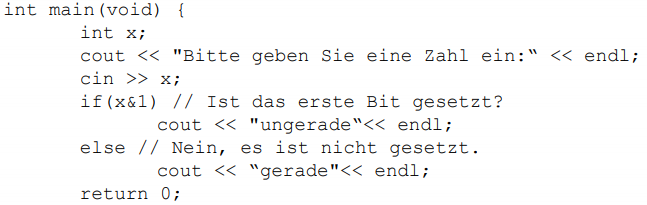 int main(void) {
int x;
cout << "Bitte geben Sie eine Zahl ein:“ << endl;
cin >> x;
if(x&1) // Ist das erste Bit gesetzt?
cout << "ungerade“<< endl;
else // Nein, es ist nicht gesetzt.
cout << “gerade"<< endl;
return 0;